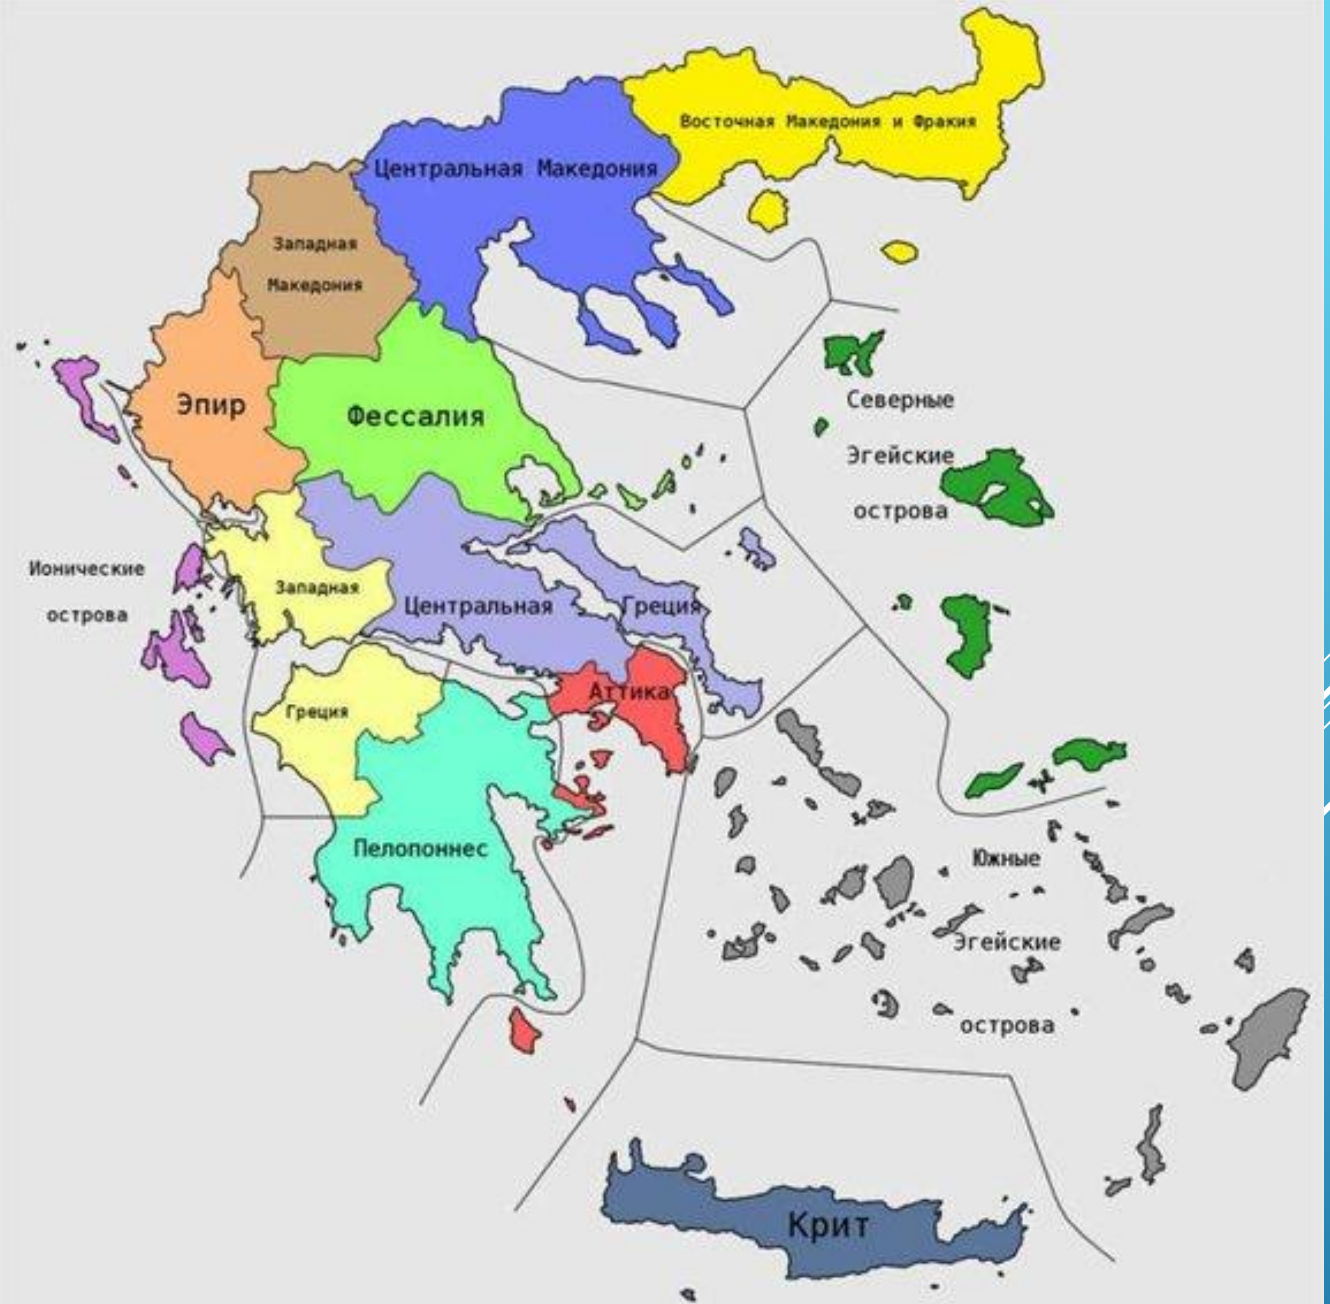 Восточная Македония и Фракия
Центральная Македония
Западная
Македония
Эпир
Фессалия
Северные
Эгейские
острова
Ионические
острова
Западная
Греция
Центральная Греция
Аттика
Пелопоннес
Южные
Эгейские
острова
Крит